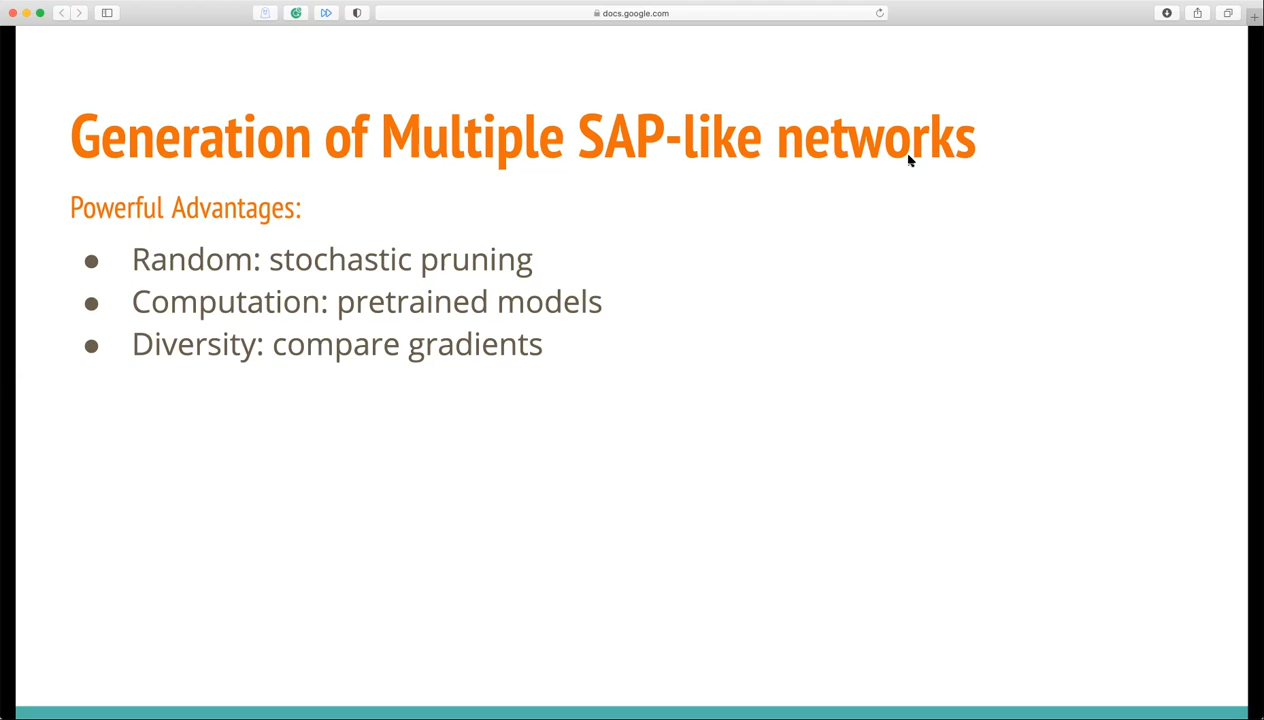 docs.google.com
Generation of Multiple SAP-like networks
Powerful Advantages:
● Random: stochastic pruning
● Computation: pretrained models
● Diversity: compare gradients